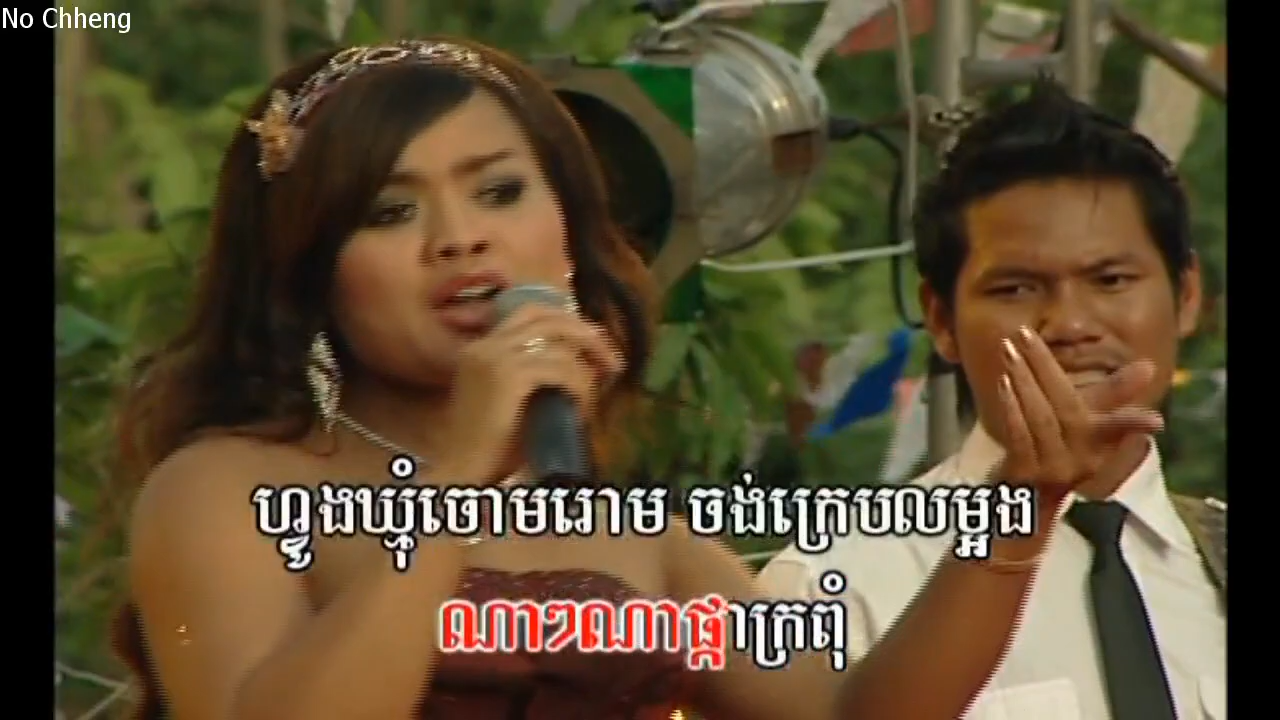 No Chheng
ហ្វូងឃ្មុំចោមរោម ចង់ក្រេបលម្អង
ណាៗណាផ្កាក្រពុំ